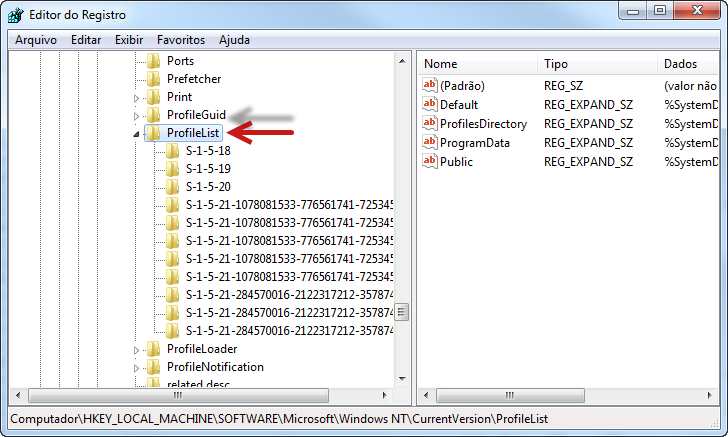 Editor do Registro
Arquivo Editar Exibir Favoritos Ajuda
Ports
Prefetcher
Print
ProfileGuid
ProfileList
S-1-5-18
S-1-5-19
S-1-5-20
S-1-5-21-1078081533-776561741-725345
S-1-5-21-1078081533-776561741-725345
S-1-5-21-1078081533-776561741-725345
S-1-5-21-1078081533-776561741-725345
S-1-5-21-1078081533-776561741-725345
S-1-5-21-284570016-2122317212-357874
S-1-5-21-284570016-2122317212-357874
S-1-5-21-284570016-2122317212-357874
ProfileLoader
ProfileNotification
related.desc
Nome Tipo Dados
(Padrão) REG_SZ (valor não
Default REG_EXPAND_SZ %SystemD
ProfilesDirectory REG_EXPAND_SZ %SystemD
ProgramData REG_EXPAND_SZ %SystemD
Public REG_EXPAND_SZ %SystemD
Computador\HKEY_LOCAL_MACHINE\SOFTWARE\Microsoft\Windows NT\CurrentVersion\ProfileList